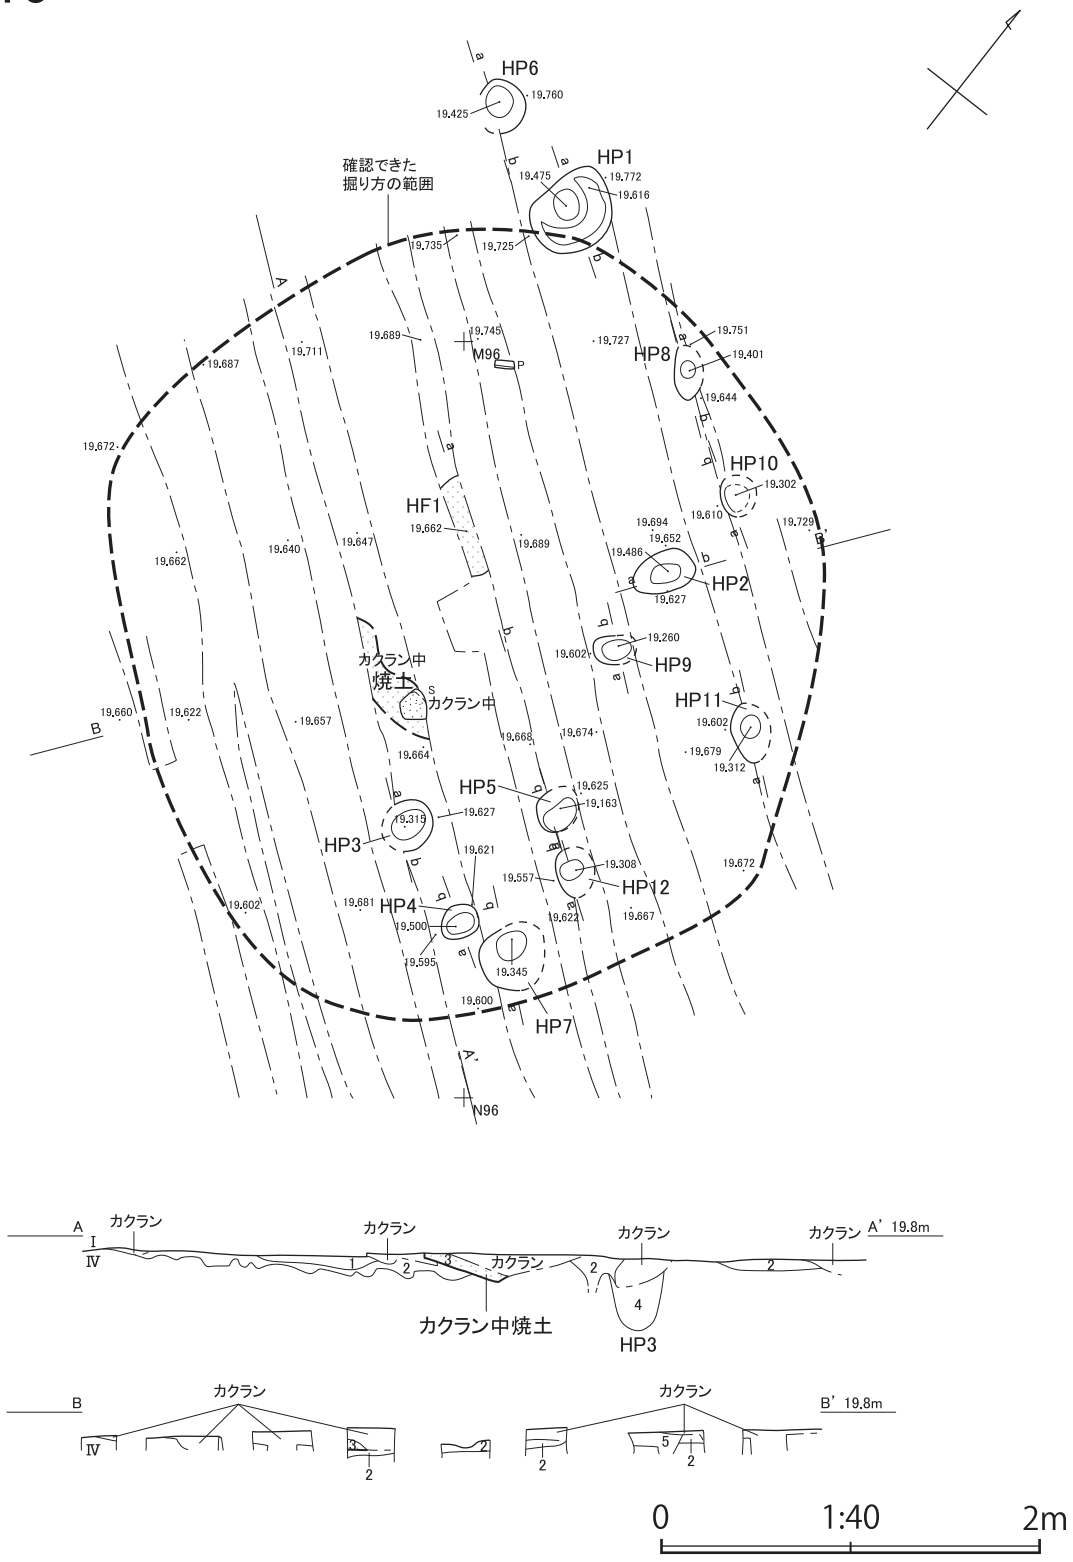 HP6
19.760
19.425
HP1
確認できた
掘り方の範囲
19.475
19.772
19.616
19.735
19.725
A
19.689
19.745
M96
P
19.711
19.687
19.727
19.751
HP8
19.401
19.644
19.672
HP10
19.302
19.610
HF1
19.662
19.694
19.652
19.729
B'
19.647
19.640
19.662
19.689
19.486
HP2
19.627
19.260
19.602
HP9
カクラン中
焼土
S
カクラン中
HP11
19.602
19.660
19.622
19.657
B
19.668
19.674
19.679
19.312
19.664
HP5
19.625
19.163
19.315
19.627
HP3
19.621
19.557
19.308
HP12
19.672
HP4
19.602
19.681
19.500
19.622
19.667
19.595
19.345
19.600
HP7
A'
N96
a
b
a
b
a
b
b
a
a
b
a
b
b
a
b
a
a
b
b
a
b
a
b
a
b
a
A カクラン カクラン カクラン カクラン A' 19.8m
I
IV 1 2 3 カクラン 2 4 2
カクラン中焼土
HP3
B カクラン カクラン B' 19.8m
IV 3 2 2 2 5 2
0 1:40 2m